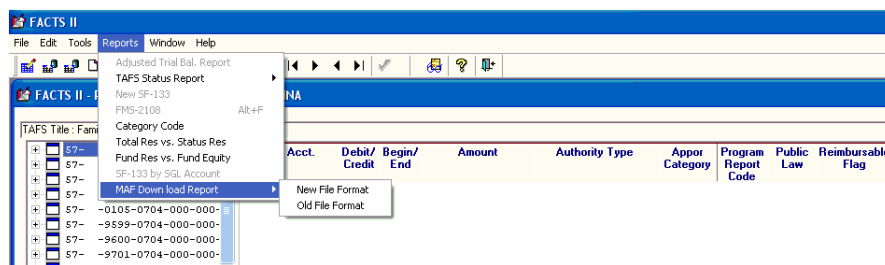 FACTS II
File Edit Tools Reports Window Help
Adjusted Trial Bal. Report
TAFS Status Report
New SF-133
FMS-2108 Alt+F
Category Code
Total Res vs. Status Res
Fund Res vs. Fund Equity
SF-133 by SGL Account
MAF Down load Report
New File Format
Old File Format
FACTS II - NA
TAFS Title : Fami
Acct. Debit/ Credit Begin/ End Amount Authority Type Appor Category Program Report Code Public Law Reimbursabl Flag
57-
57-
57-
57-
57- -0105-0704-000-000-
57- -9599-0704-000-000-
57- -9600-0704-000-000-
57- -9701-0704-000-000-